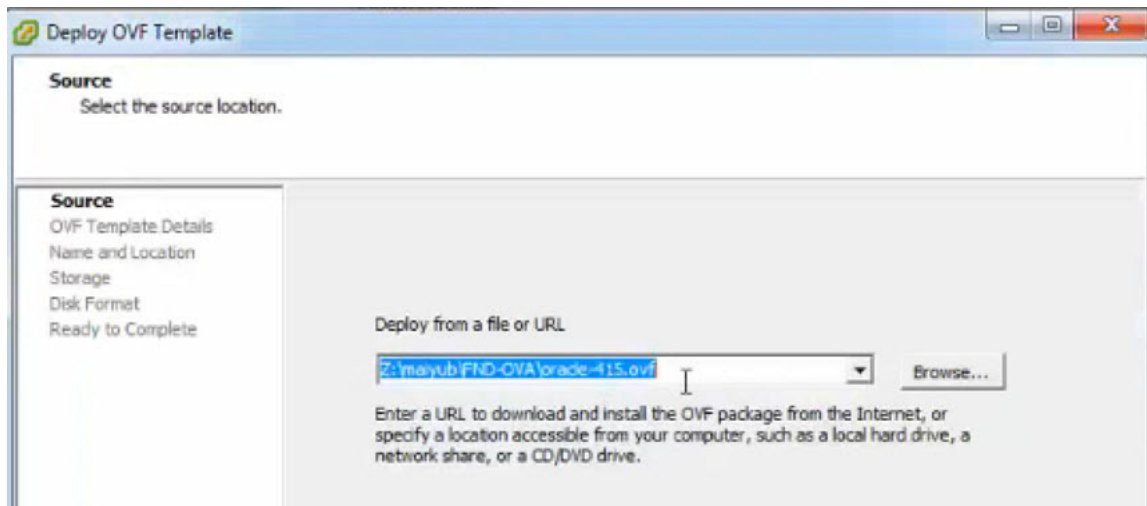 Deploy OVF Template
Source
Select the source location.
Source
OVF Template Details
Name and Location
Storage
Disk Format
Ready to Complete
Deploy from a file or URL
Z:\maiyub\FND-OVA\oracle-415.ovf
Browse...
Enter a URL to download and install the OVF package from the Internet, or
specify a location accessible from your computer, such as a local hard drive, a
network share, or a CD/DVD drive.